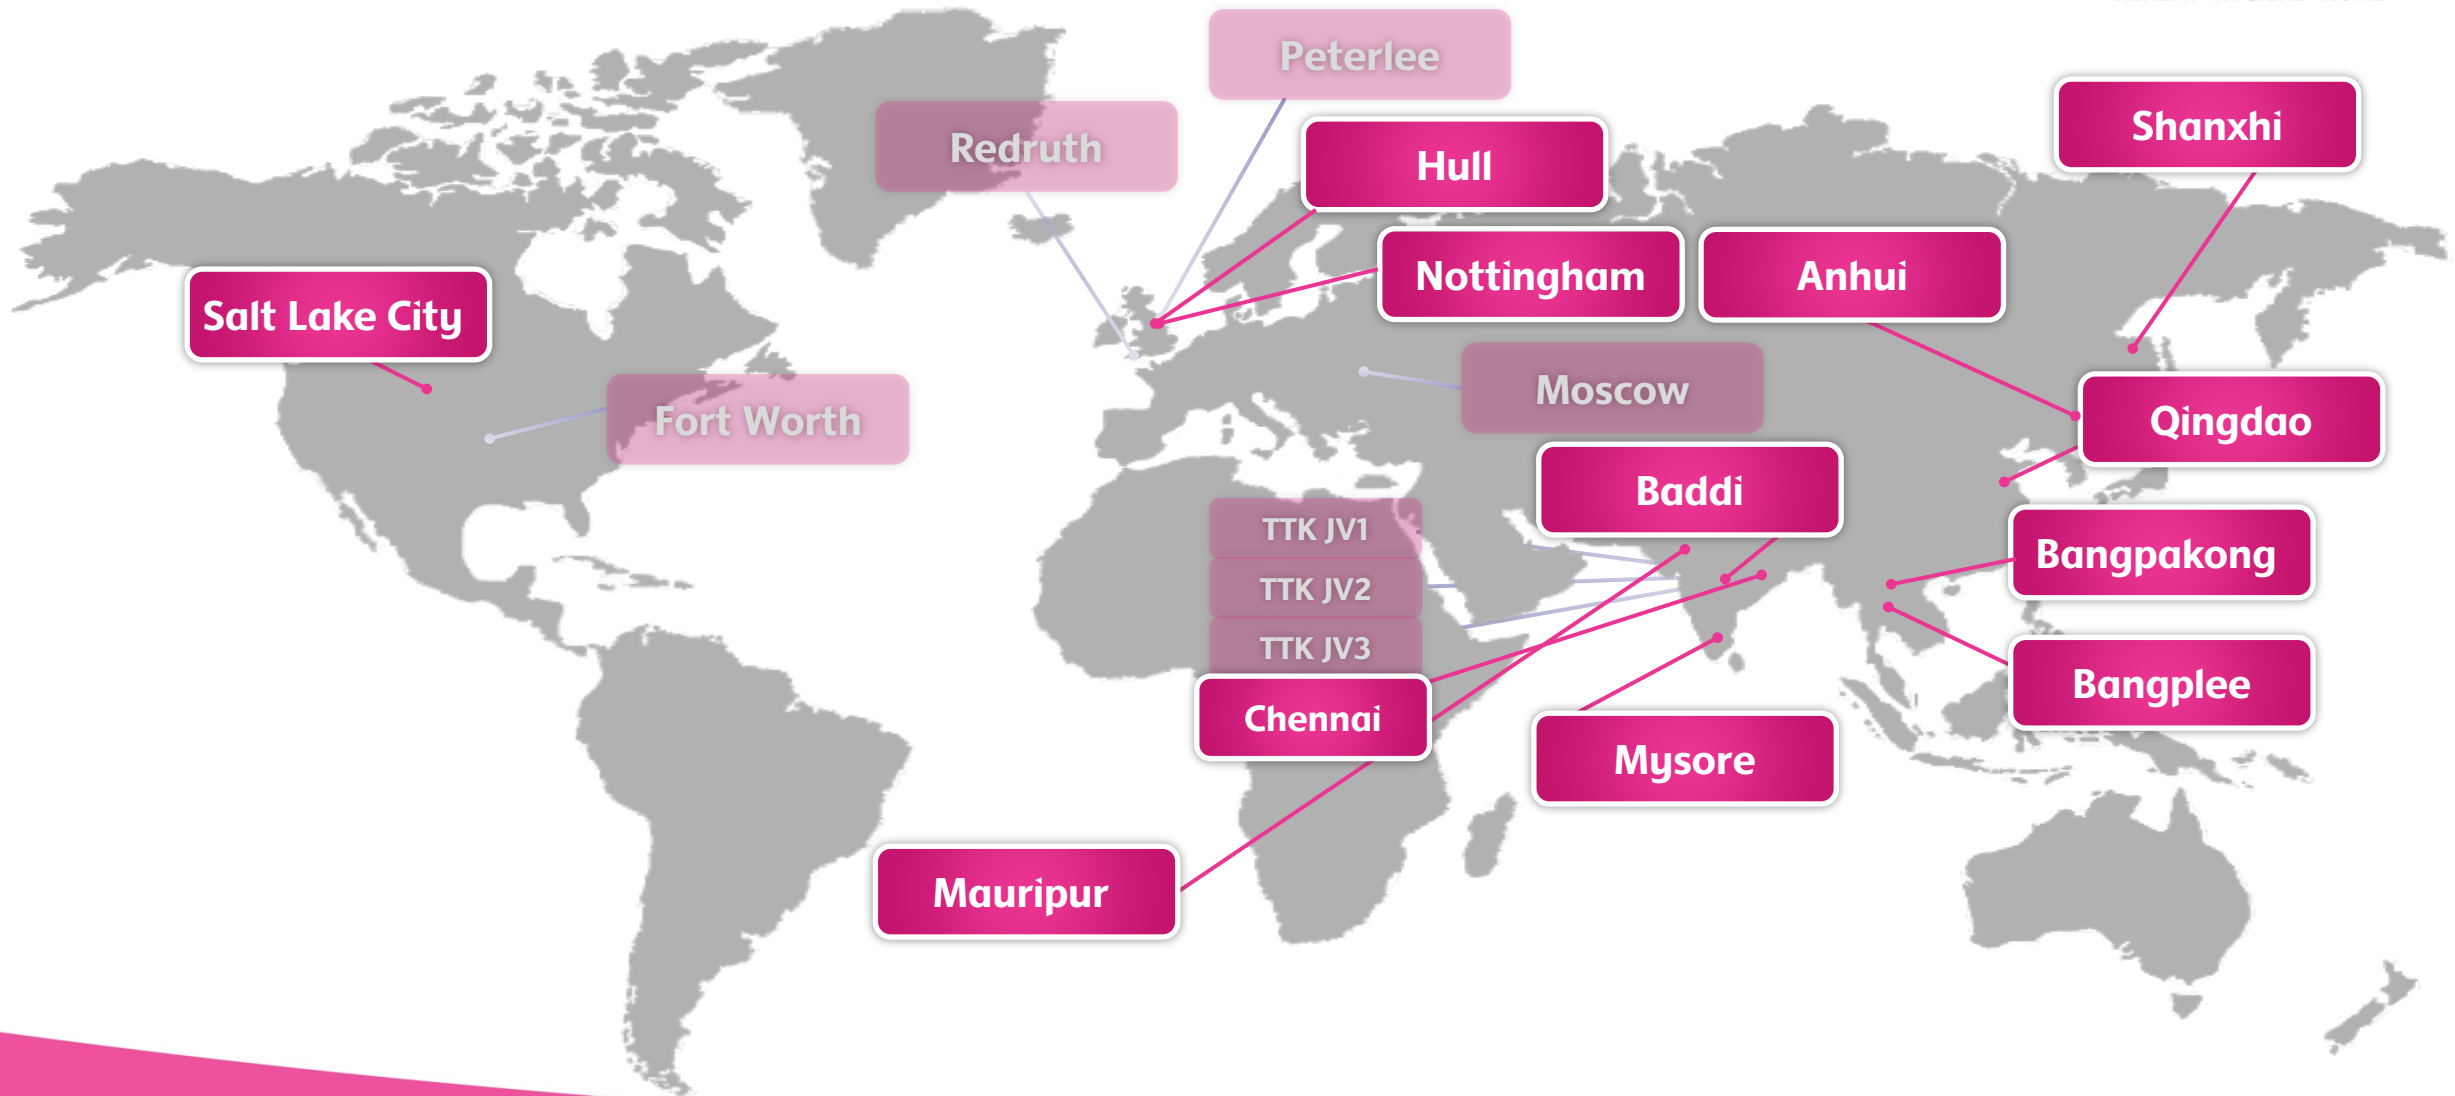 Peterlee
Shanxhi
Redruth
Hull
Nottingham
Anhui
Salt Lake City
Moscow
Fort Worth
Qingdao
Baddi
TTK JV1
Bangpakong
TTK JV2
TTK JV3
Bangplee
Chennai
Mysore
Mauripur